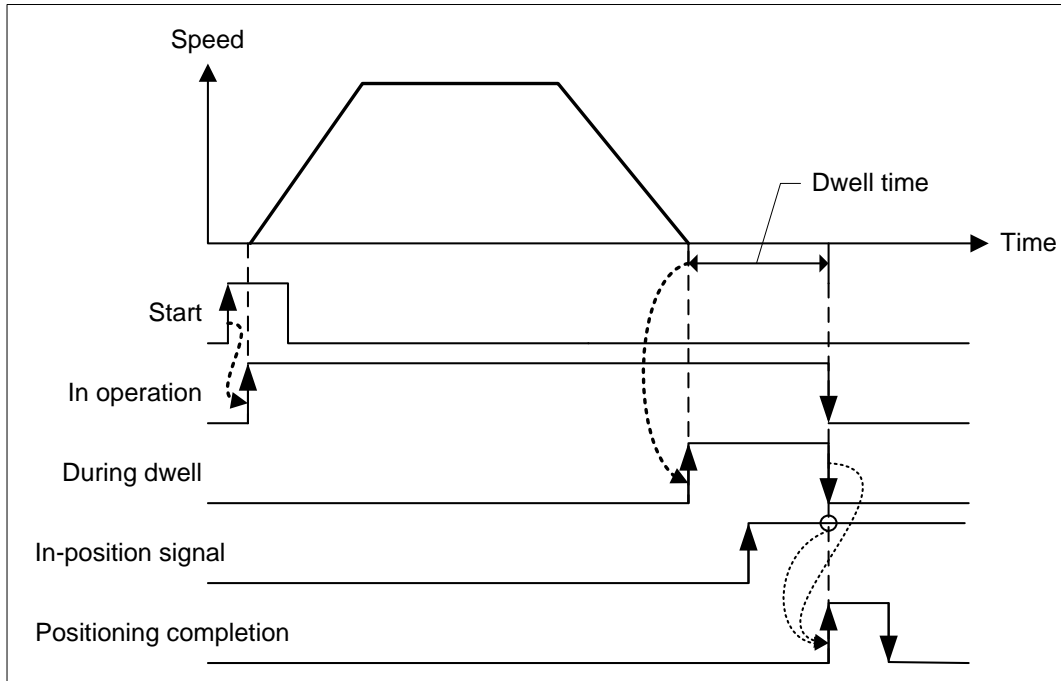 Speed
Dwell time
Time
Start
In operation
During dwell
In-position signal
Positioning completion